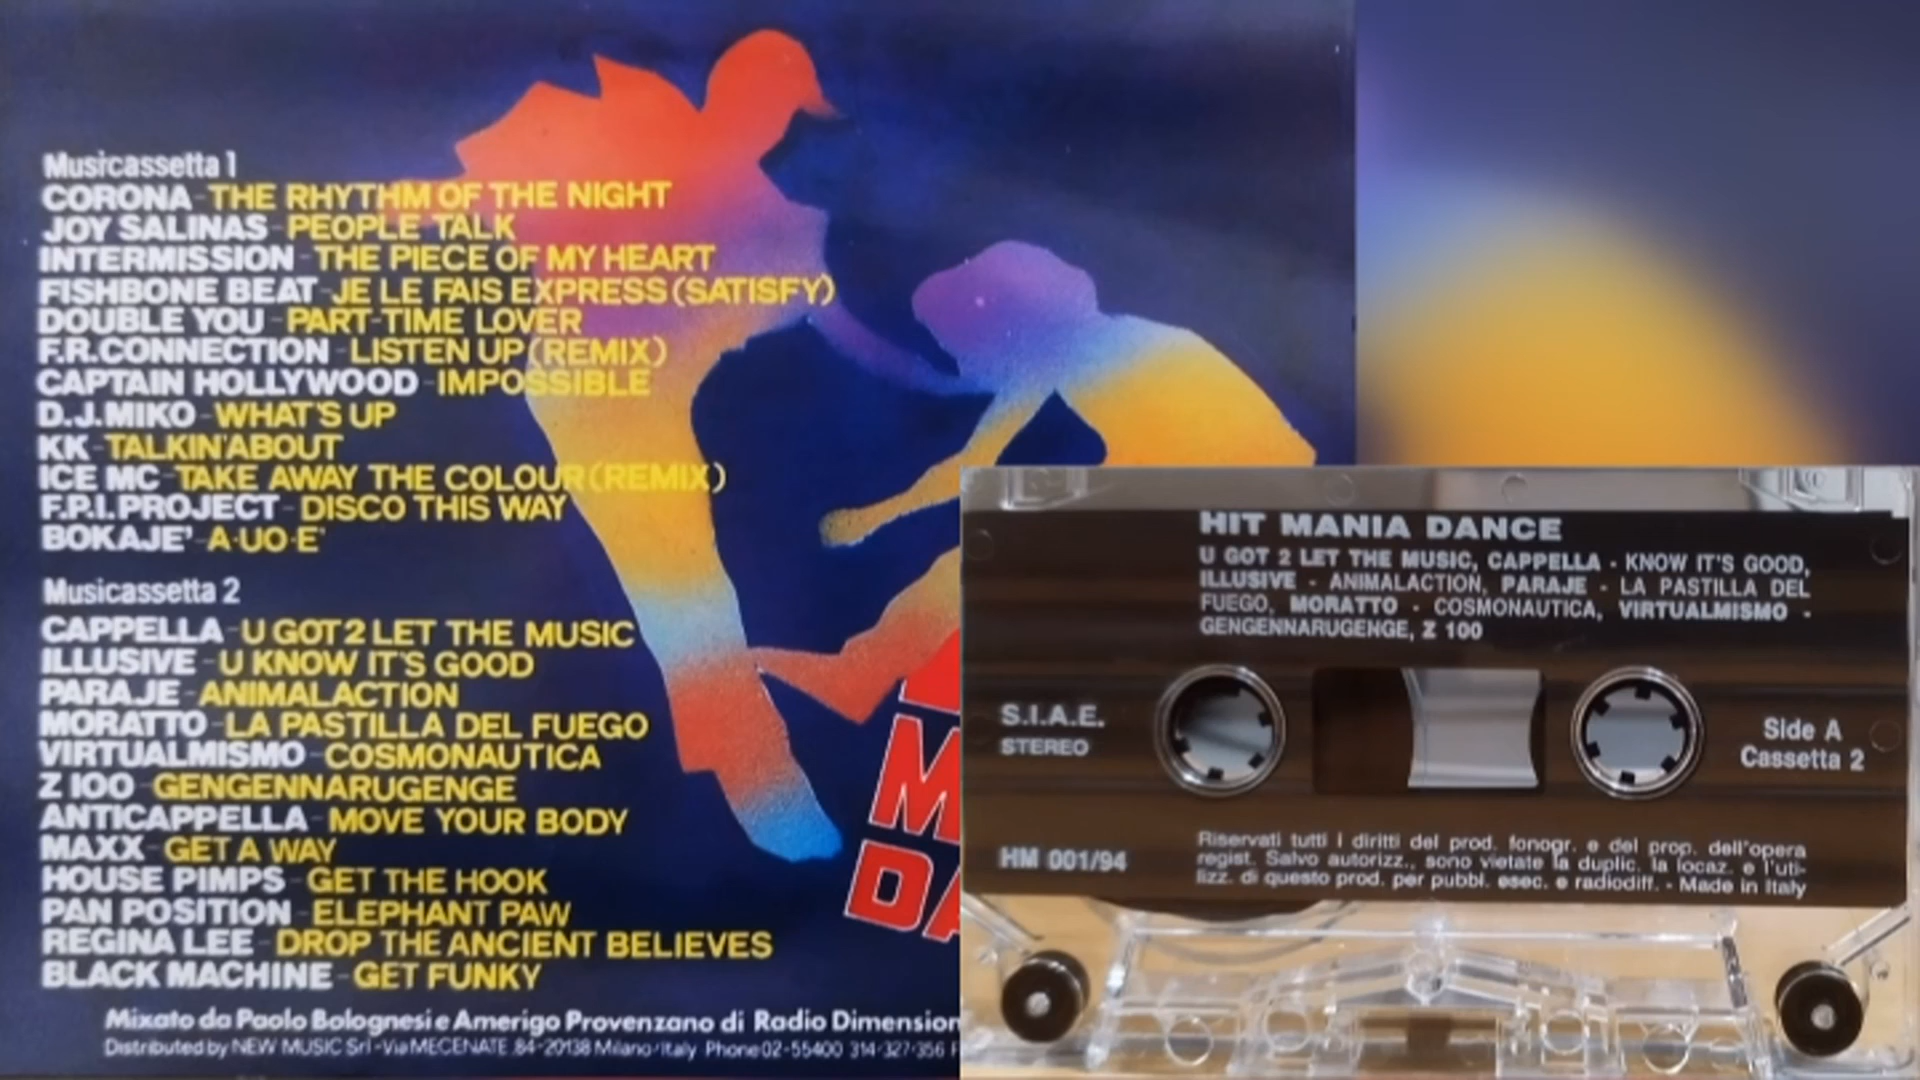 Musicassetta 1
CORONA - THE RHYTHM OF THE NIGHT
JOY SALINAS - PEOPLE TALK
INTERMISSION - THE PIECE OF MY HEART
FISHBONE BEAT - JE LE FAIS EXPRESS (SATISFY)
DOUBLE YOU - PART-TIME LOVER
F.R.CONNECTION - LISTEN UP (REMIX)
CAPTAIN HOLLYWOOD - IMPOSSIBLE
D.J.MIKO - WHAT'S UP
KK - TALKIN'ABOUT
ICE MC - TAKE AWAY THE COLOUR (REMIX)
F.P.I. PROJECT - DISCO THIS WAY
BOKAJE' - A·UO·E'
Musicassetta 2
CAPPELLA - U GOT 2 LET THE MUSIC
ILLUSIVE - U KNOW IT'S GOOD
PARAJE - ANIMALACTION
MORATTO - LA PASTILLA DEL FUEGO
VIRTUALMISMO - COSMONAUTICA
Z 100 - GENGENNARUGENGE
ANTICAPPELLA - MOVE YOUR BODY
MAXX - GET A WAY
HOUSE PIMPS - GET THE HOOK
PAN POSITION - ELEPHANT PAW
REGINA LEE - DROP THE ANCIENT BELIEVES
BLACK MACHINE - GET FUNKY
Mixato da Paolo Bolognesi e Amerigo Provenzano di Radio Dimension
Distributed by NEW MUSIC Srl - Via MECENATE 84 - 20138 Milano - Italy Phone 02-55400 314-327-356 F
M
DA
HIT MANIA DANCE
U GOT 2 LET THE MUSIC, CAPPELLA - KNOW IT'S GOOD,
ILLUSIVE - ANIMALACTION, PARAJE - LA PASTILLA DEL
FUEGO, MORATTO - COSMONAUTICA, VIRTUALMISMO -
GENGENNARUGENGE, Z 100
S.I.A.E.
STEREO
Side A
Cassetta 2
HM 001/94
Riservati tutti i diritti del prod. fonogr. e del prop. dell'opera
regist. Salvo autorizz., sono vietate la duplic. la locaz. e l'uti-
lizz. di questo prod. per pubbl. esec. e radiodiff. - Made in Italy